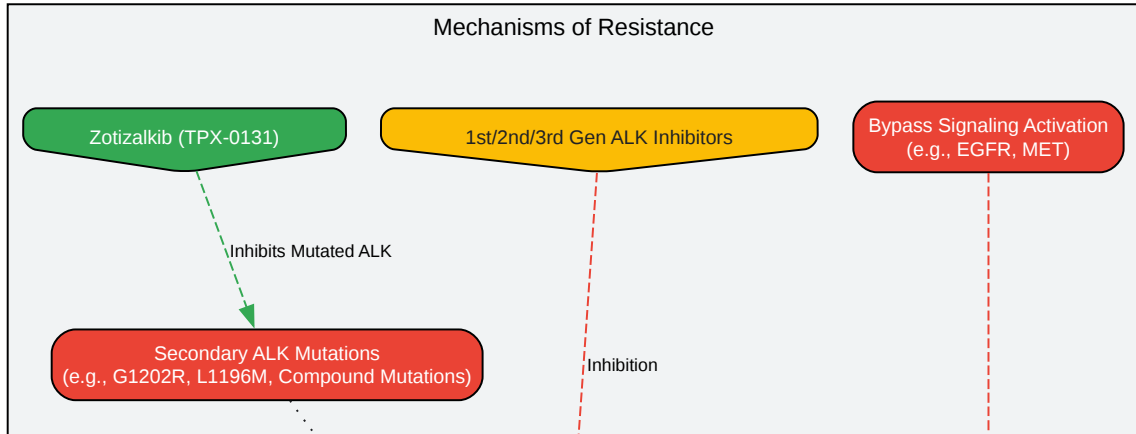 Mechanisms of Resistance
Zotizalkib (TPX-0131)
1st/2nd/3rd Gen ALK Inhibitors
Bypass Signaling Activation
(e.g., EGFR, MET)
Inhibits Mutated ALK
Secondary ALK Mutations
(e.g., G1202R, L1196M, Compound Mutations)
Inhibition